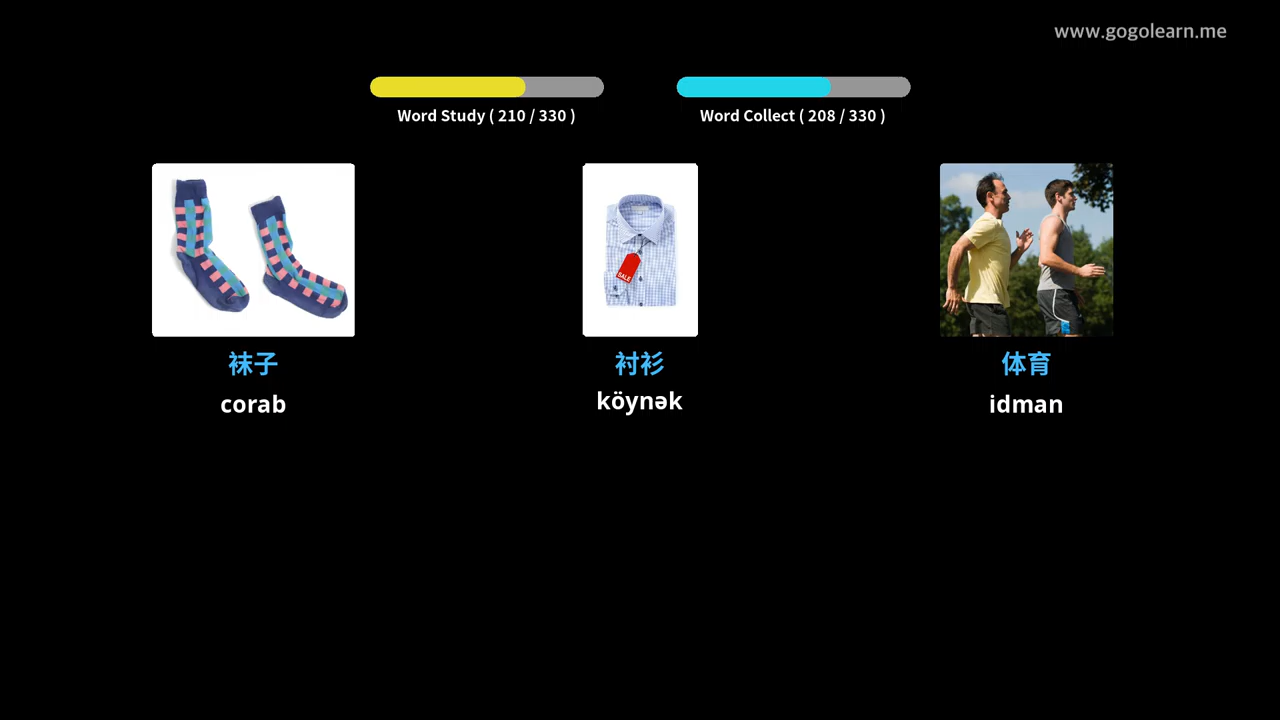 www.gogolearn.me
Word Study ( 210 / 330 )
Word Collect ( 208 / 330 )
SALE
袜子
衬衫
体育
corab
köynək
idman